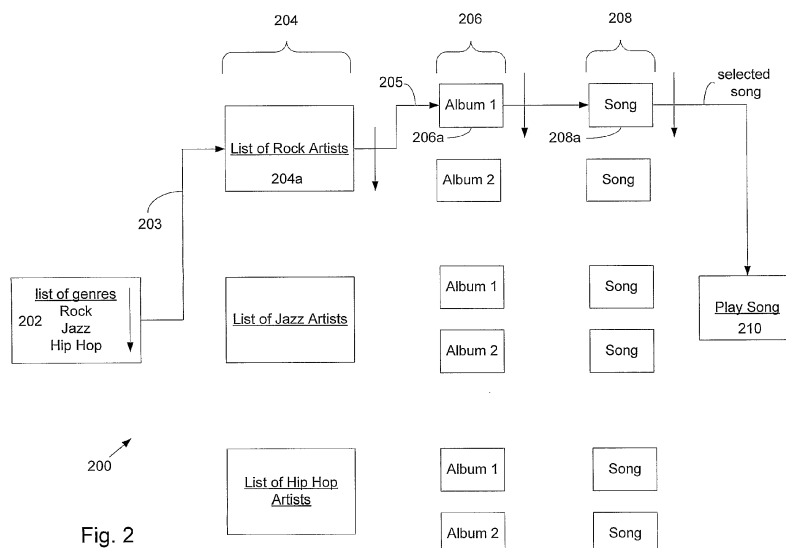 204
206
208
205
selected
song
Album 1
Song
206a
208a
List of Rock Artists
204a
Album 2
Song
203
list of genres
202
Rock
Jazz
Hip Hop
List of Jazz Artists
Album 1
Song
Play Song
210
Album 2
Song
200
List of Hip Hop
Artists
Album 1
Song
Album 2
Song
Fig. 2